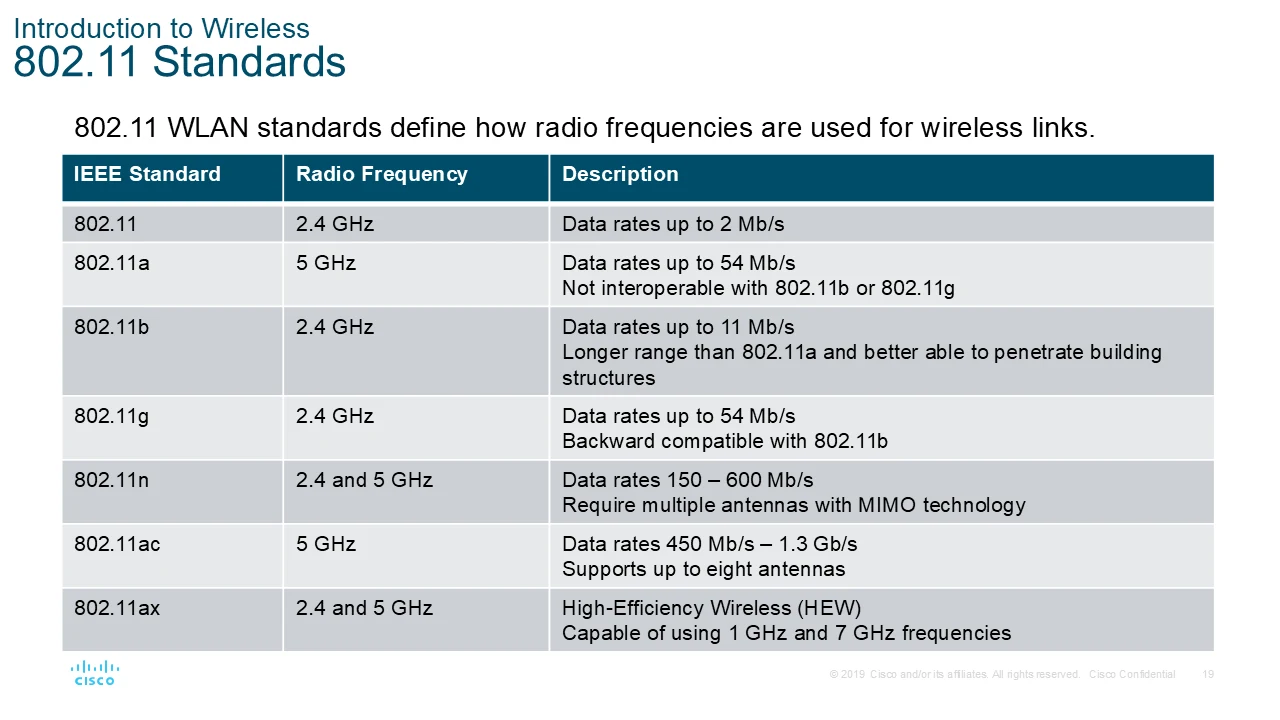 Introduction to Wireless
802.11 Standards
802.11 WLAN standards define how radio frequencies are used for wireless links.
IEEE Standard Radio Frequency Description
802.11 2.4 GHz Data rates up to 2 Mb/s
802.11a 5 GHz Data rates up to 54 Mb/s
Not interoperable with 802.11b or 802.11g
802.11b 2.4 GHz Data rates up to 11 Mb/s
Longer range than 802.11a and better able to penetrate building
structures
802.11g 2.4 GHz Data rates up to 54 Mb/s
Backward compatible with 802.11b
802.11n 2.4 and 5 GHz Data rates 150 – 600 Mb/s
Require multiple antennas with MIMO technology
802.11ac 5 GHz Data rates 450 Mb/s – 1.3 Gb/s
Supports up to eight antennas
802.11ax 2.4 and 5 GHz High-Efficiency Wireless (HEW)
Capable of using 1 GHz and 7 GHz frequencies
CISCO
© 2019 Cisco and/or its affiliates. All rights reserved. Cisco Confidential 19